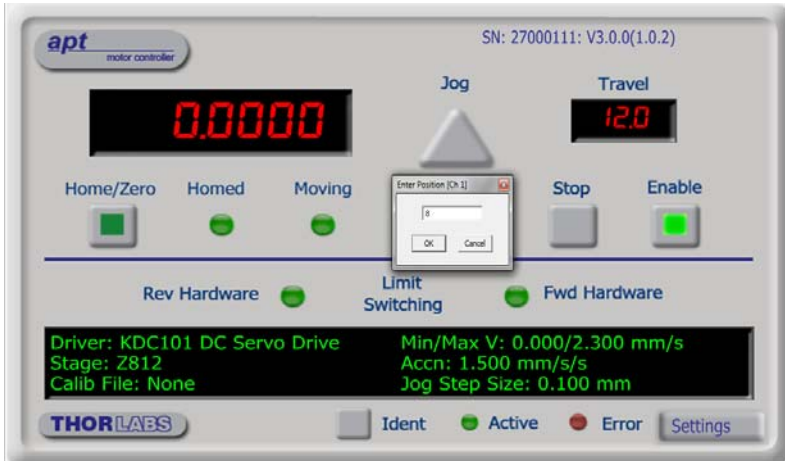 apt
motor controller
SN: 27000111: V3.0.0(1.0.2)
0.0000
Jog
Travel
12.0
Home/Zero
Homed
Moving
Enter Position [Ch 1]
8
OK
Cancel
Stop
Enable
Rev Hardware
Limit
Switching
Fwd Hardware
Driver: KDC101 DC Servo Drive
Stage: Z812
Calib File: None
Min/Max V: 0.000/2.300 mm/s
Accn: 1.500 mm/s/s
Jog Step Size: 0.100 mm
THORLABS
Ident
Active
Error
Settings